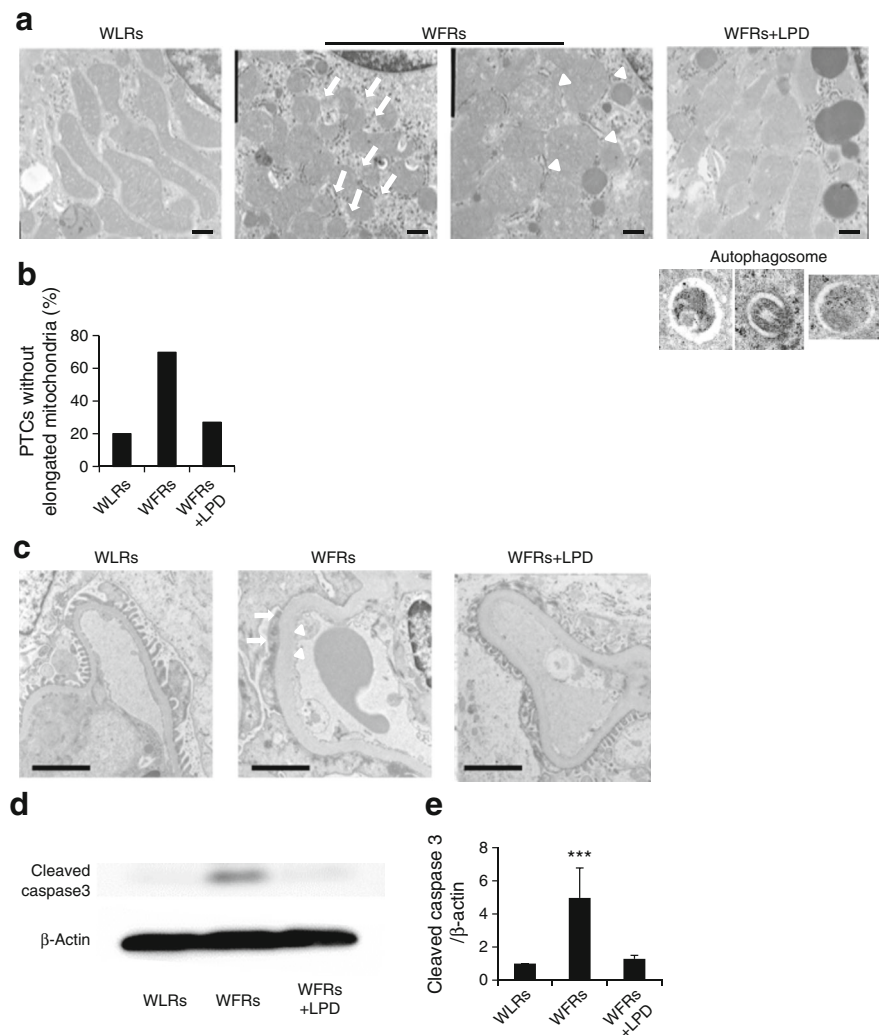 a
WLRs
WFRs
WFRs+LPD
Autophagosome
b
PTCs without
elongated mitochondria (%)
80
60
40
20
0
WLRs
WFRs
WFRs
+LPD
c
WLRs
WFRs
WFRs+LPD
d
Cleaved
caspase3
β-Actin
WLRs
WFRs
WFRs
+LPD
e
Cleaved caspase 3
/β-actin
8
6
4
2
0
***
WLRs
WFRs
WFRs
+LPD